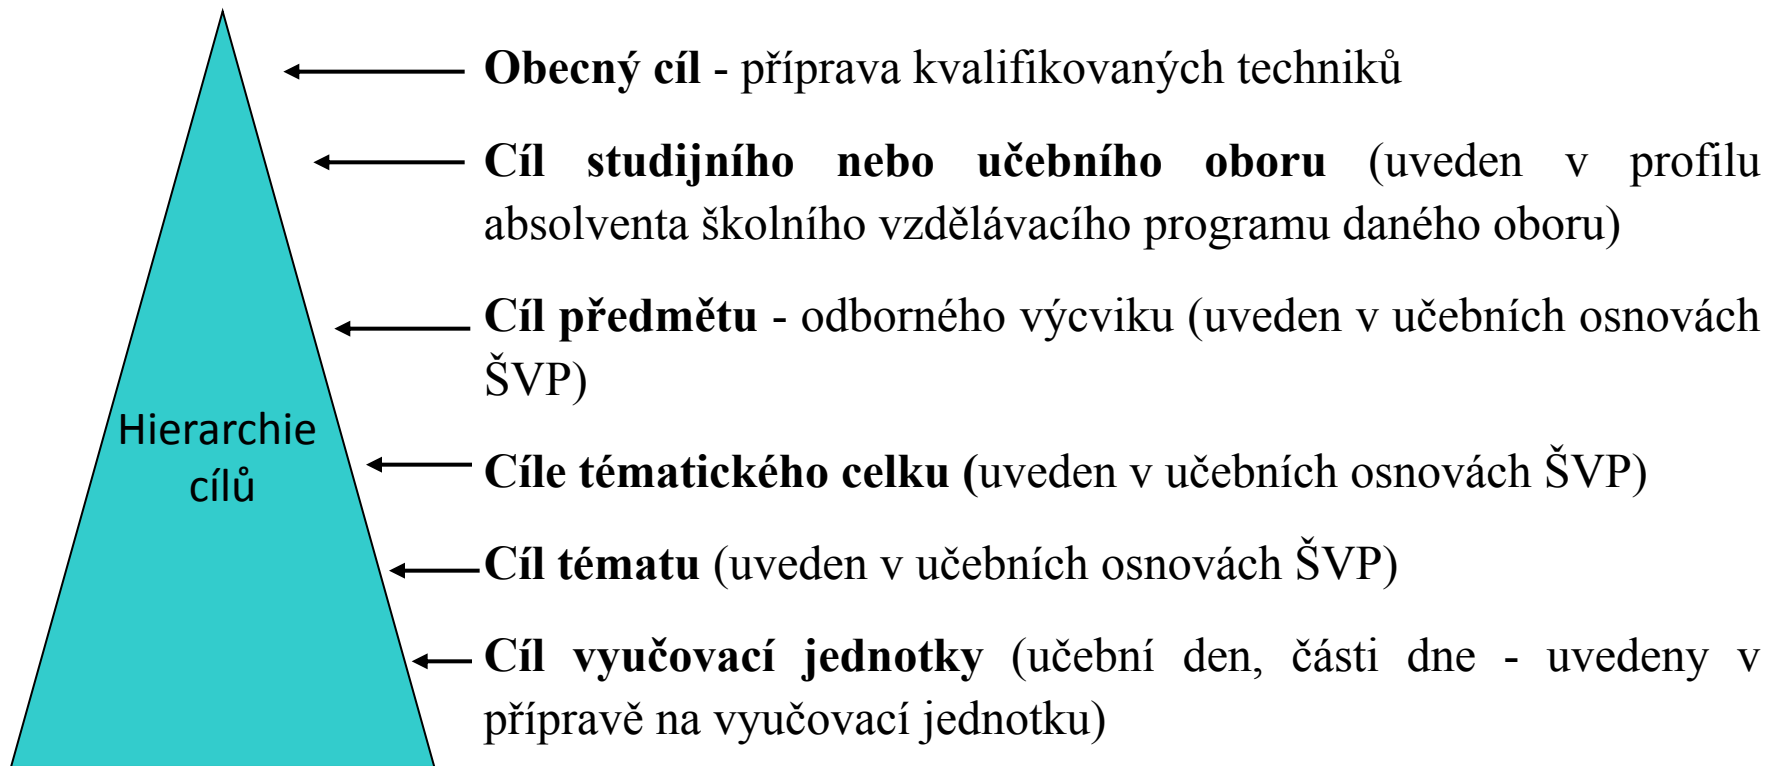 Obecný cíl - příprava kvalifikovaných techniků
Cíl studijního nebo učebního oboru (uveden v profilu
absolventa školního vzdělávacího programu daného oboru)
Cíl předmětu - odborného výcviku (uveden v učebních osnovách
ŠVP)
Hierarchie
cílů
Cíle tématického celku (uveden v učebních osnovách ŠVP)
Cíl tématu (uveden v učebních osnovách ŠVP)
Cíl vyučovací jednotky (učební den, části dne - uvedeny v
přípravě na vyučovací jednotku)